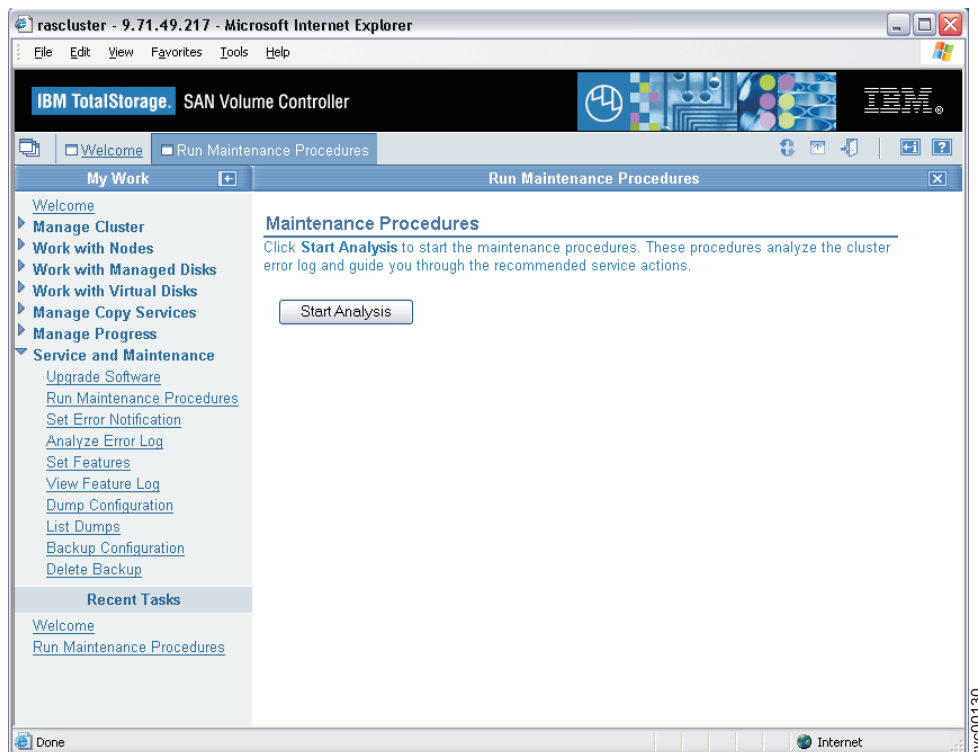 rascluster - 9.71.49.217 - Microsoft Internet Explorer
File Edit View Favorites Tools Help
IBM TotalStorage. SAN Volume Controller
IBM®
Welcome Run Maintenance Procedures
My Work
Run Maintenance Procedures
Welcome
Manage Cluster
Work with Nodes
Work with Managed Disks
Work with Virtual Disks
Manage Copy Services
Manage Progress
Service and Maintenance
Upgrade Software
Run Maintenance Procedures
Set Error Notification
Analyze Error Log
Set Features
View Feature Log
Dump Configuration
List Dumps
Backup Configuration
Delete Backup
Recent Tasks
Welcome
Run Maintenance Procedures
Maintenance Procedures
Click Start Analysis to start the maintenance procedures. These procedures analyze the cluster
error log and guide you through the recommended service actions.
Start Analysis
Done
Internet